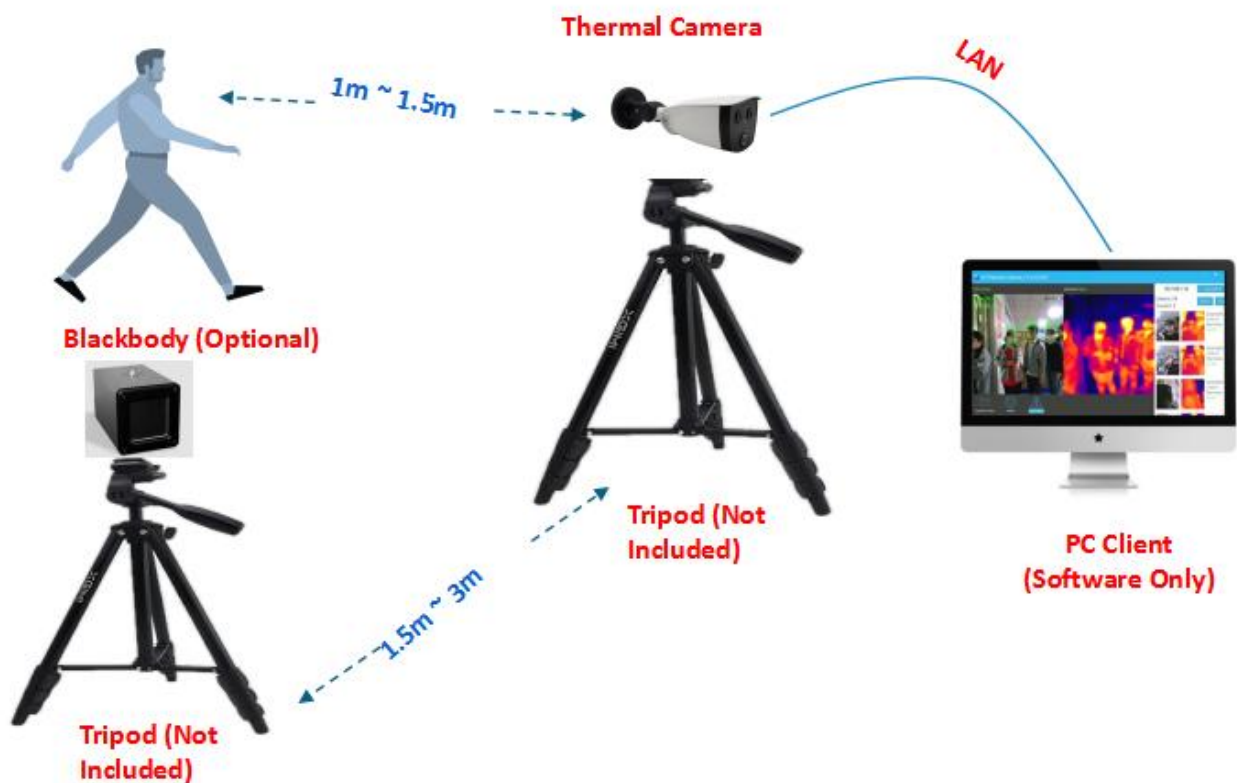 Thermal Camera
LAN
1m ~ 1.5m
Blackbody (Optional)
Tripod (Not
Included)
PC Client
(Software Only)
1.5m ~ 3m
Tripod (Not
Included)